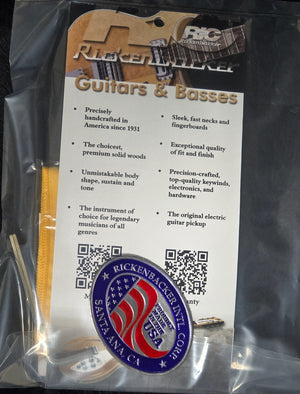 RIC
RICKENBACKER
Guitars & Basses
• Precisely
handcrafted in
America since 1931
• The choicest,
premium solid woods
• Unmistakable body
shape, sustain and
tone
• The instrument of
choice for legendary
musicians of all
genres
• Sleek, fast necks and
fingerboards
• Exceptional quality
of fit and finish
• Precision-crafted,
top-quality keywinds,
electronics, and
hardware
• The original electric
guitar pickup
RICKENBACKER INTL. CORP.
SANTA ANA, CA
USA